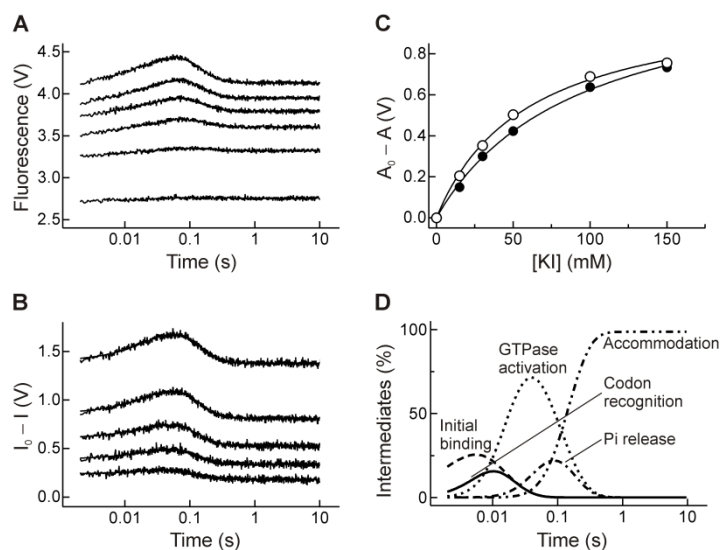 A
Fluorescence (V)
4.5
4.0
3.5
3.0
2.5
0.01 0.1 1 10
Time (s)
B
I₀ – I (V)
1.5
1.0
0.5
0.0
0.01 0.1 1 10
Time (s)
C
A₀ – A (V)
0.8
0.6
0.4
0.2
0.0
0 50 100 150
[KI] (mM)
D
Intermediates (%)
100
50
0
GTPase
activation
Accommodation
Codon
recognition
Initial
binding
Pi release
0.01 0.1 1 10
Time (s)